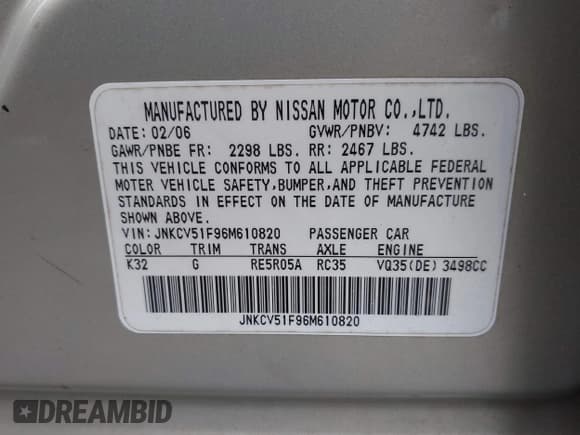 MANUFACTURED BY NISSAN MOTOR CO.,LTD.
DATE: 02/06 GVWR/PNBV: 4742 LBS.
GAWR/PNBE FR: 2298 LBS. RR: 2467 LBS.
THIS VEHICLE CONFORMS TO ALL APPLICABLE FEDERAL
MOTOR VEHICLE SAFETY,BUMPER,AND THEFT PREVENTION
STANDARDS IN EFFECT ON THE DATE OF MANUFACTURE
SHOWN ABOVE.
VIN: JNKCV51F96M610820 PASSENGER CAR
COLOR TRIM TRANS AXLE ENGINE
K32 G RE5R05A RC35 VQ35(DE) 3498CC
JNKCV51F96M610820
DREAMBID